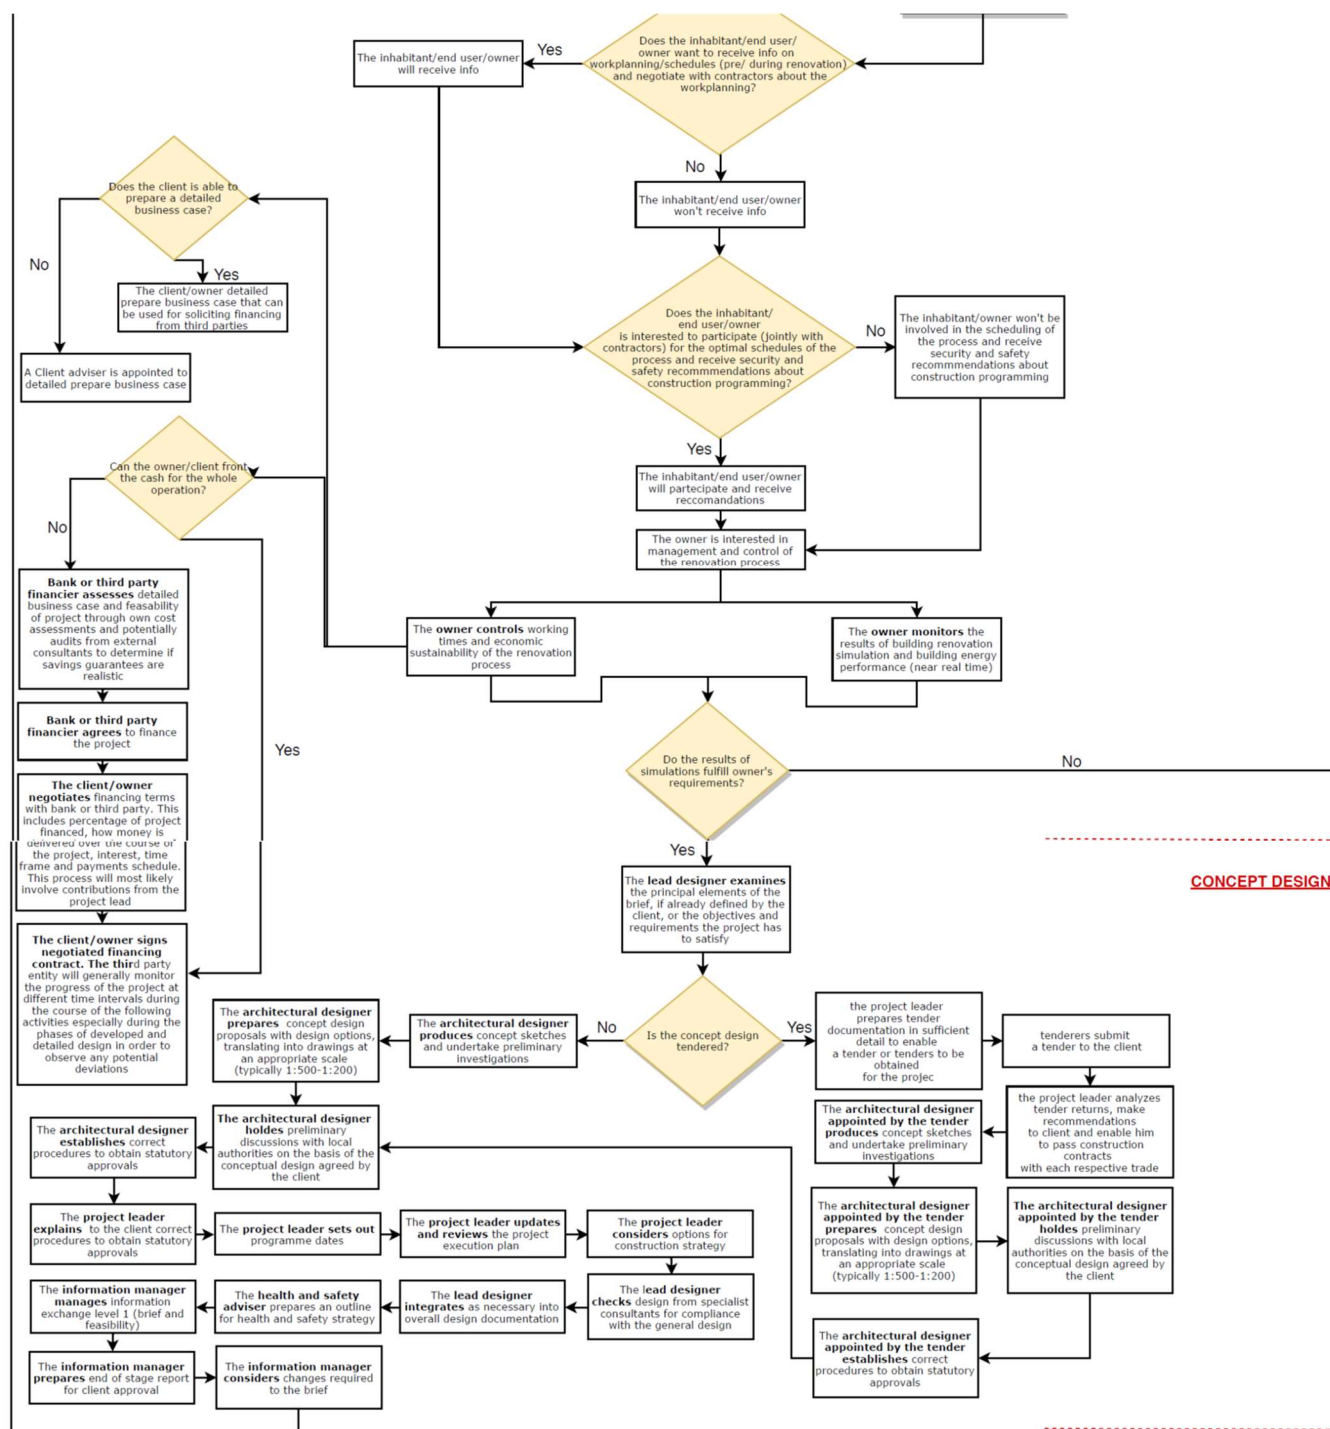 Does the inhabitant/end user/
owner want to receive info on
workplanning/schedules (pre/ during renovation)
and negotiate with contractors about the
workplanning?
Yes
The inhabitant/end user/owner
will receive info
No
The inhabitant/end user/owner
won't receive info
Does the client is able to
prepare a detailed
business case?
No
Yes
The client/owner detailed
prepare business case that can
be used for soliciting financing
from third parties
A Client adviser is appointed to
detailed prepare business case
Does the inhabitant/
end user/owner
is interested to participate (jointly with
contractors) for the optimal schedules of the
process and receive security and
safety recommmendations about
construction programming?
No
The inhabitant/owner won't be
involved in the scheduling of
the process and receive
security and safety
recommmendations about
construction programming
Yes
The inhabitant/end user/owner
will partecipate and receive
reccomandations
The owner is interested in
management and control of
the renovation process
Can the owner/client front
the cash for the whole
operation?
No
Yes
Bank or third party
financier assesses detailed
business case and feasability
of project through own cost
assessments and potentially
audits from external
consultants to determine if
savings guarantees are
realistic
Bank or third party
financier agrees to finance
the project
The client/owner
negotiates financing terms
with bank or third party. This
includes percentage of project
financed, how money is
delivered over the course of
the project, interest, time
frame and payments schedule.
This process will most likely
involve contributions from the
project lead
The client/owner signs
negotiated financing
contract. The third party
entity will generally monitor
the progress of the project at
different time intervals during
the course of the following
activities especially during the
phases of developed and
detailed design in order to
observe any potential
deviations
The owner controls working
times and economic
sustainability of the renovation
process
The owner monitors the
results of building renovation
simulation and building energy
performance (near real time)
Do the results of
simulations fulfill owner's
requirements?
No
Yes
CONCEPT DESIGN
The lead designer examines
the principal elements of the
brief, if already defined by the
client, or the objectives and
requirements the project has
to satisfy
Is the concept design
tendered?
No
Yes
The architectural designer
produces concept sketches
and undertake preliminary
investigations
The architectural designer
prepares concept design
proposals with design options,
translating into drawings at
an appropriate scale
(typically 1:500-1:200)
the project leader
prepares tender
documentation in sufficient
detail to enable
a tender or tenders to be
obtained
for the projec
tenderers submit
a tender to the client
the project leader analyzes
tender returns, make
recommendations
to client and enable him
to pass construction
contracts
with each respective trade
The architectural designer
appointed by the tender
produces concept sketches
and undertake preliminary
investigations
The architectural designer
appointed by the tender
prepares concept design
proposals with design options,
translating into drawings at
an appropriate scale
(typically 1:500-1:200)
The architectural designer
appointed by the tender
holdes preliminary
discussions with local
authorities on the basis of the
conceptual design agreed by
the client
The architectural designer
appointed by the tender
establishes correct
procedures to obtain statutory
approvals
The architectural designer
holdes preliminary
discussions with local
authorities on the basis of
the conceptual design agreed
by the client
The architectural designer
establishes correct
procedures to obtain statutory
approvals
The project leader
explains to the client correct
procedures to obtain statutory
approvals
The project leader sets out
programme dates
The project leader updates
and reviews the project
execution plan
The project leader
considers options for
construction strategy
The lead designer
checks design from specialist
consultants for compliance
with the general design
The lead designer
integrates as necessary into
overall design documentation
The health and safety
adviser prepares an outline
for health and safety strategy
The information manager
manages information
exchange level 1 (brief and
feasibility)
The information manager
prepares end of stage report
for client approval
The information manager
considers changes required
to the brief